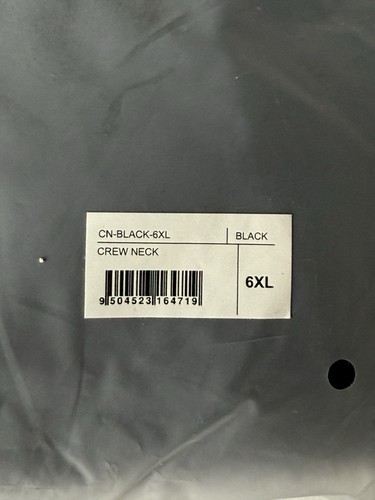 CN-BLACK-6XL BLACK
CREW NECK
6XL
9 504523 164719